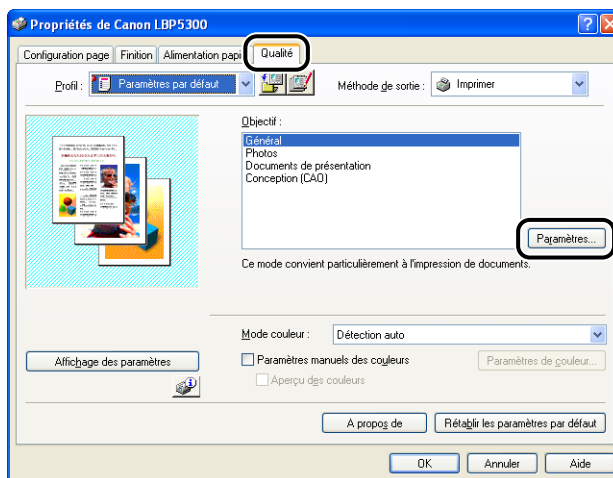 Propriétés de Canon LBP5300
Configuration page Finition Alimentation papi Qualité
Profil : Paramètres par défaut Méthode de sortie : Imprimer
Objectif :
Général
Photos
Documents de présentation
Conception (CAO)
Paramètres...
Ce mode convient particulièrement à l'impression de documents.
Mode couleur : Détection auto
Affichage des paramètres
Paramètres manuels des couleurs Paramètres de couleur...
Aperçu des couleurs
A propos de Rétablir les paramètres par défaut
OK Annuler Aide